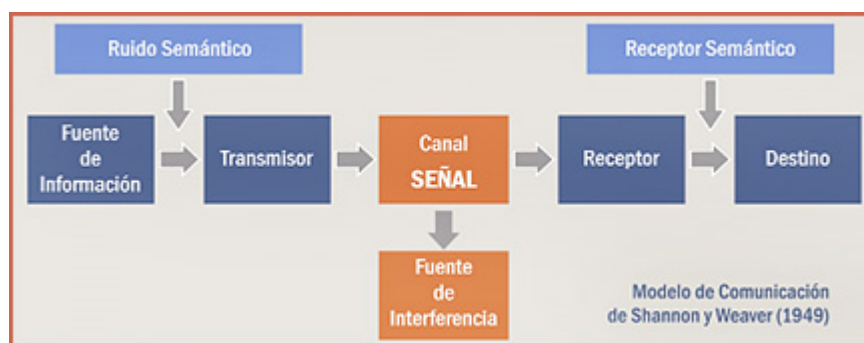 Ruido Semántico
Receptor Semántico
Fuente
de
Información
Transmisor
Canal
SEÑAL
Receptor
Destino
Fuente
de
Interferencia
Modelo de Comunicación
de Shannon y Weaver (1949)